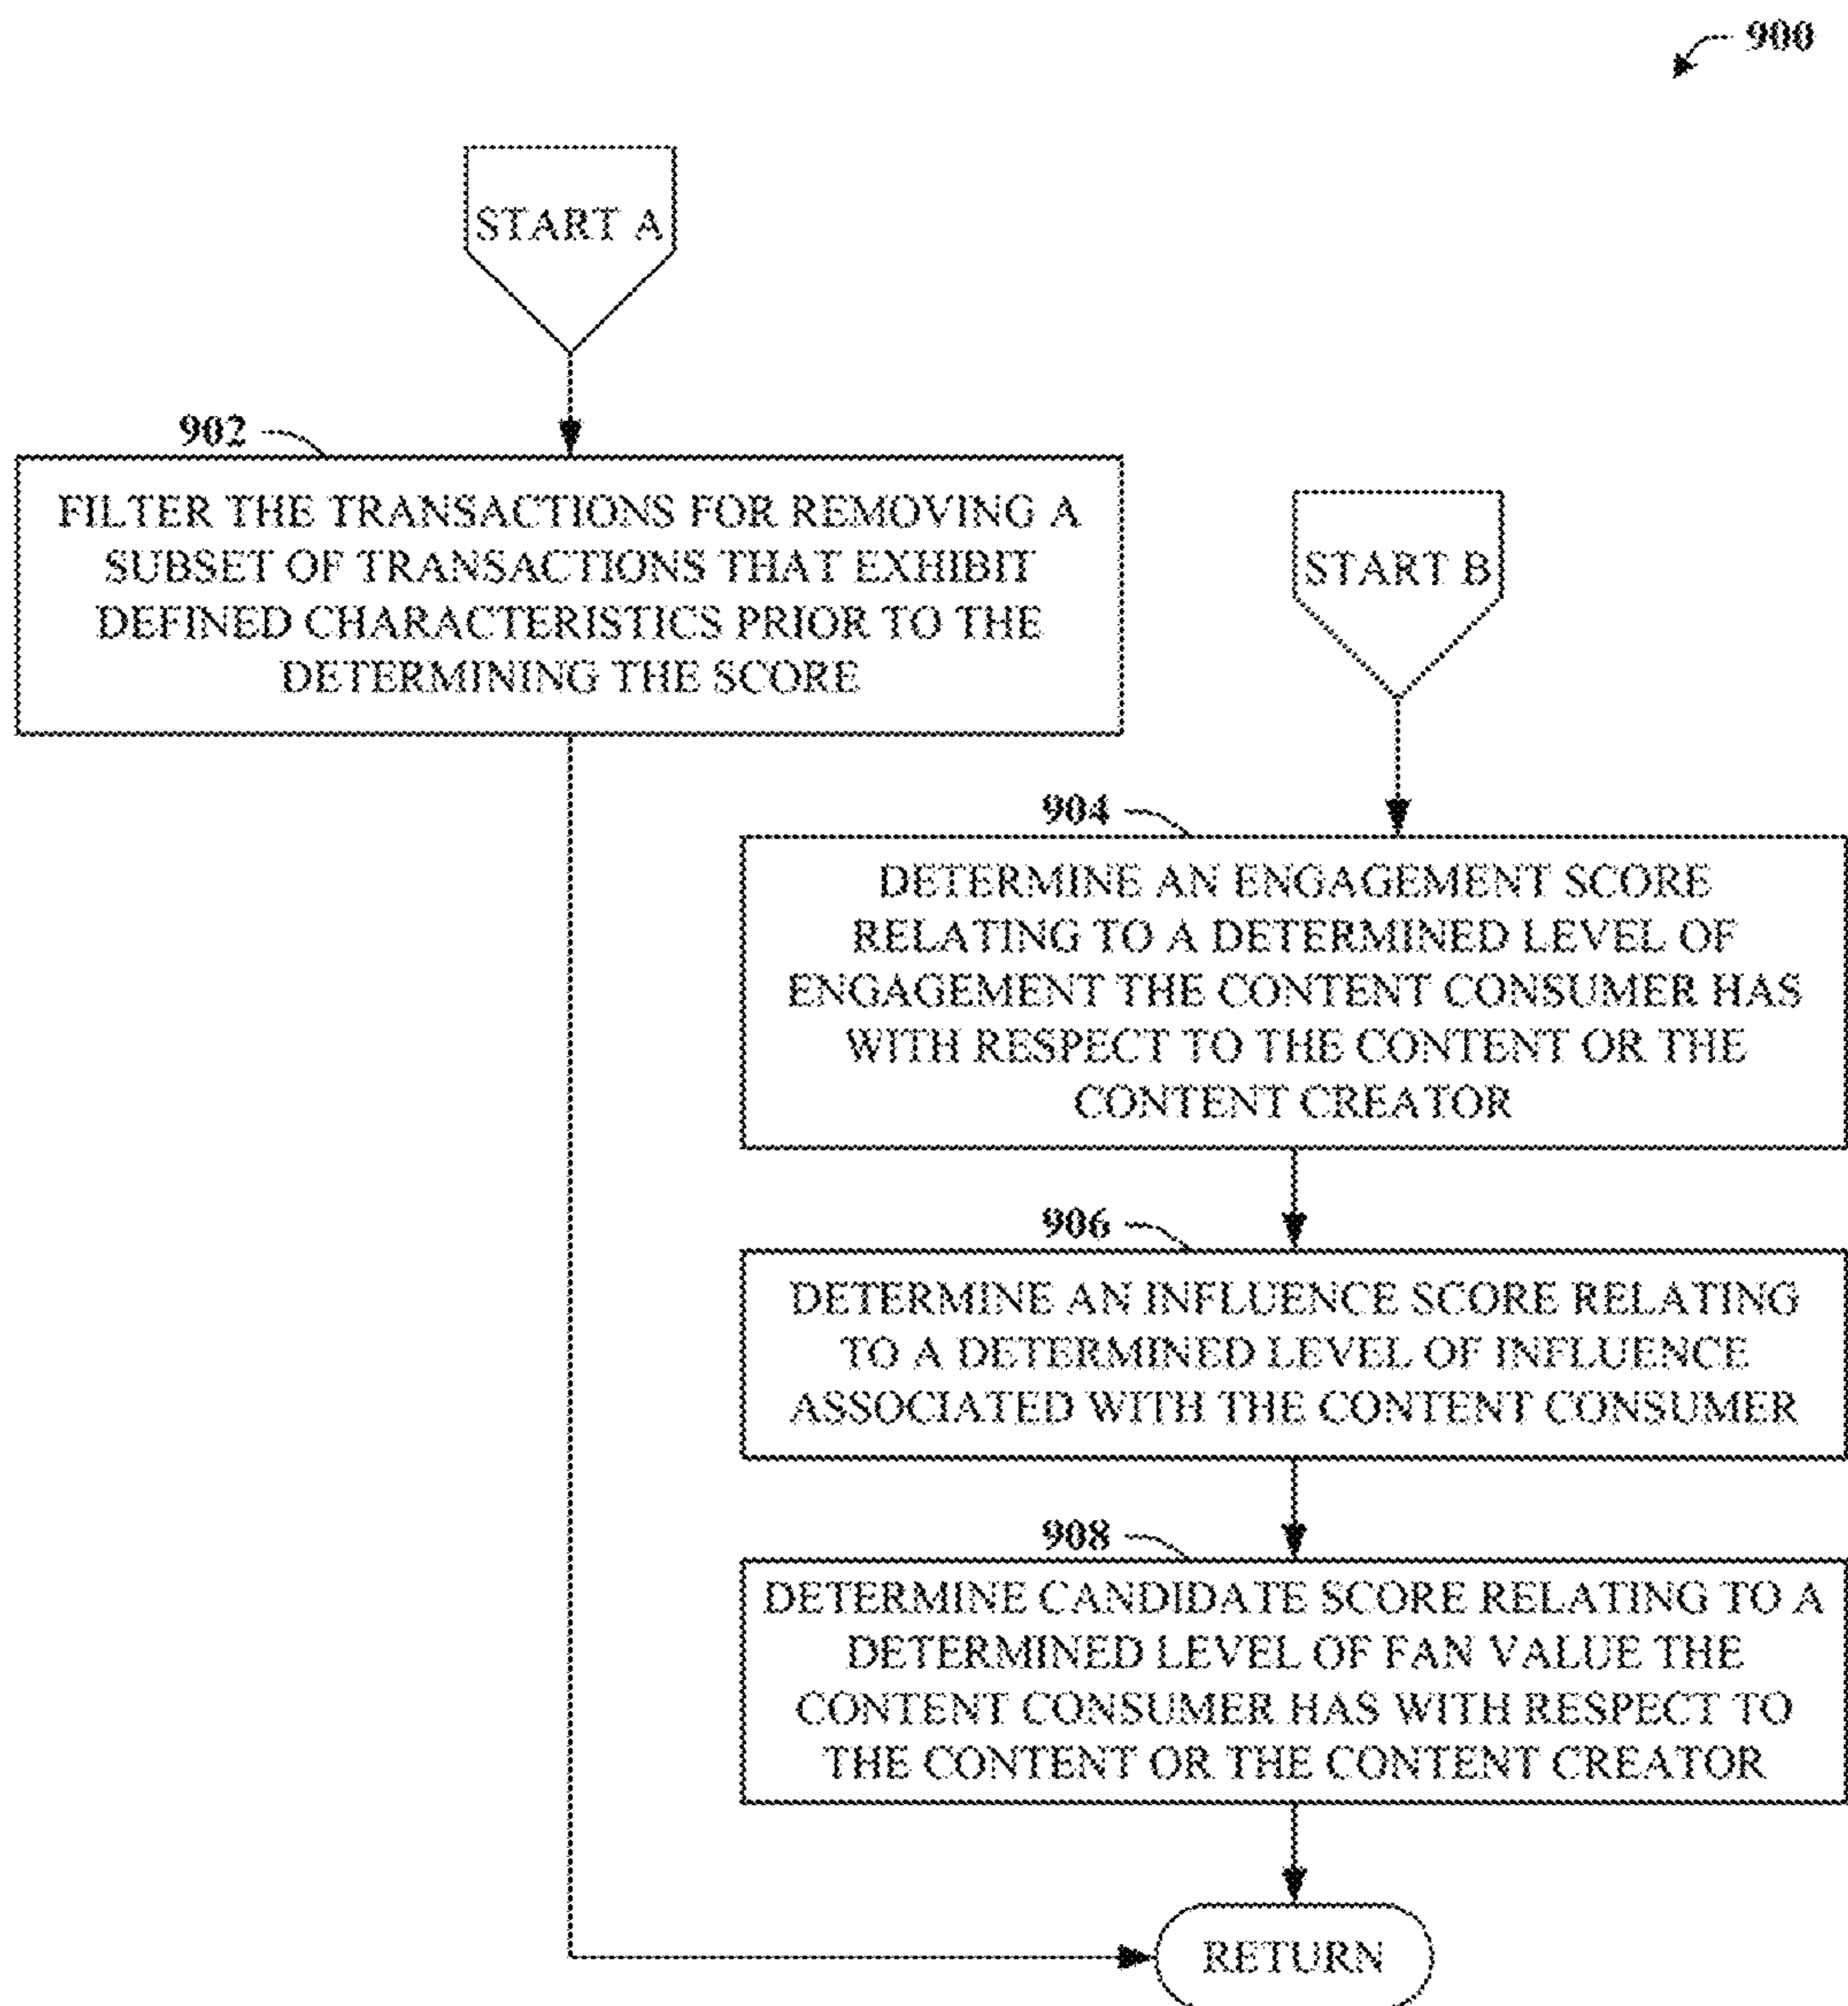 900
START A
902
FILTER THE TRANSACTIONS FOR REMOVING A
SUBSET OF TRANSACTIONS THAT EXHIBIT
DEFINED CHARACTERISTICS PRIOR TO THE
DETERMINING THE SCORE
START B
904
DETERMINE AN ENGAGEMENT SCORE
RELATING TO A DETERMINED LEVEL OF
ENGAGEMENT THE CONTENT CONSUMER HAS
WITH RESPECT TO THE CONTENT OR THE
CONTENT CREATOR
906
DETERMINE AN INFLUENCE SCORE RELATING
TO A DETERMINED LEVEL OF INFLUENCE
ASSOCIATED WITH THE CONTENT CONSUMER
908
DETERMINE CANDIDATE SCORE RELATING TO A
DETERMINED LEVEL OF FAN VALUE THE
CONTENT CONSUMER HAS WITH RESPECT TO
THE CONTENT OR THE CONTENT CREATOR
RETURN